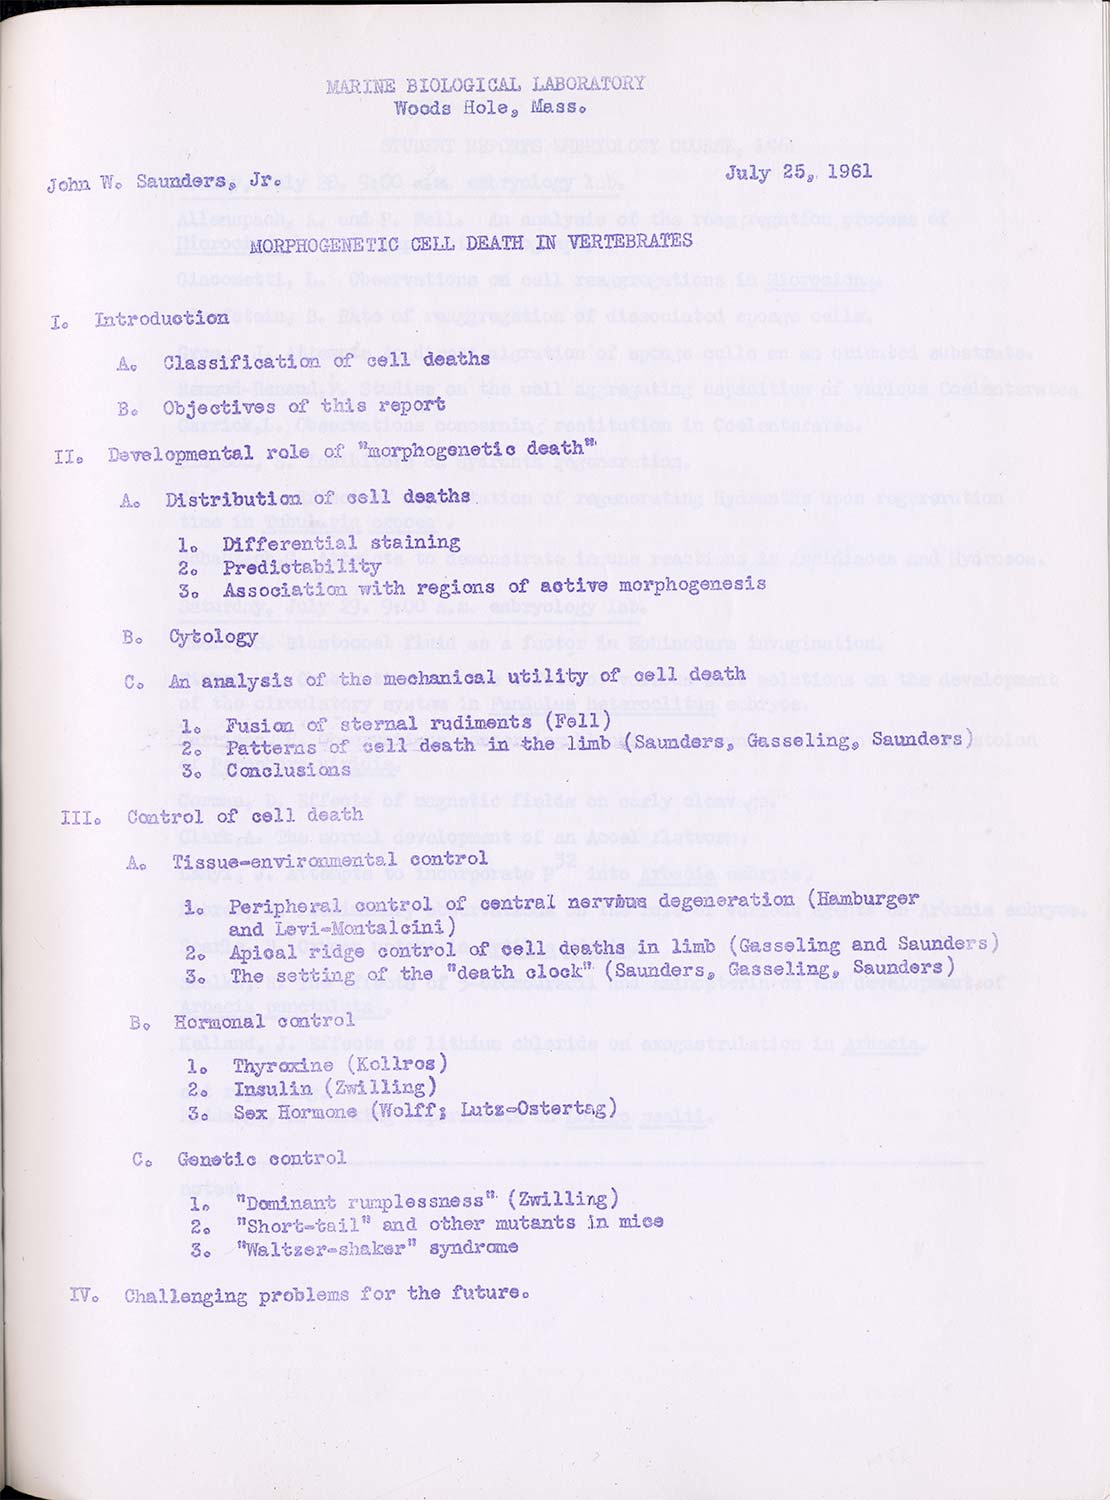 MARINE BIOLOGICAL LABORATORY
Woods Hole, Mass.
John W. Saunders, Jr.
July 25, 1961
MORPHOGENETIC CELL DEATH IN VERTEBRATES
I. Introduction
A. Classification of cell deaths
B. Objectives of this report
II. Developmental role of "morphogenetic death"
A. Distribution of cell deaths
1. Differential staining
2. Predictability
3. Association with regions of active morphogenesis
B. Cytology
C. An analysis of the mechanical utility of cell death
1. Fusion of sternal rudiments (Fell)
2. Patterns of cell death in the limb (Saunders, Gasseling, Saunders)
3. Conclusions
III. Control of cell death
A. Tissue-environmental control
1. Peripheral control of central nervous degeneration (Hamburger
and Levi-Montalcini)
2. Apical ridge control of cell deaths in limb (Gasseling and Saunders)
3. The setting of the "death clock" (Saunders, Gasseling, Saunders)
B. Hormonal control
1. Thyroxine (Kollros)
2. Insulin (Zwilling)
3. Sex Hormone (Wolff; Lutz-Ostertag)
C. Genetic control
1. "Dominant rumplessness" (Zwilling)
2. "Short-tail" and other mutants in mice
3. "Waltzer-shaker" syndrome
IV. Challenging problems for the future.